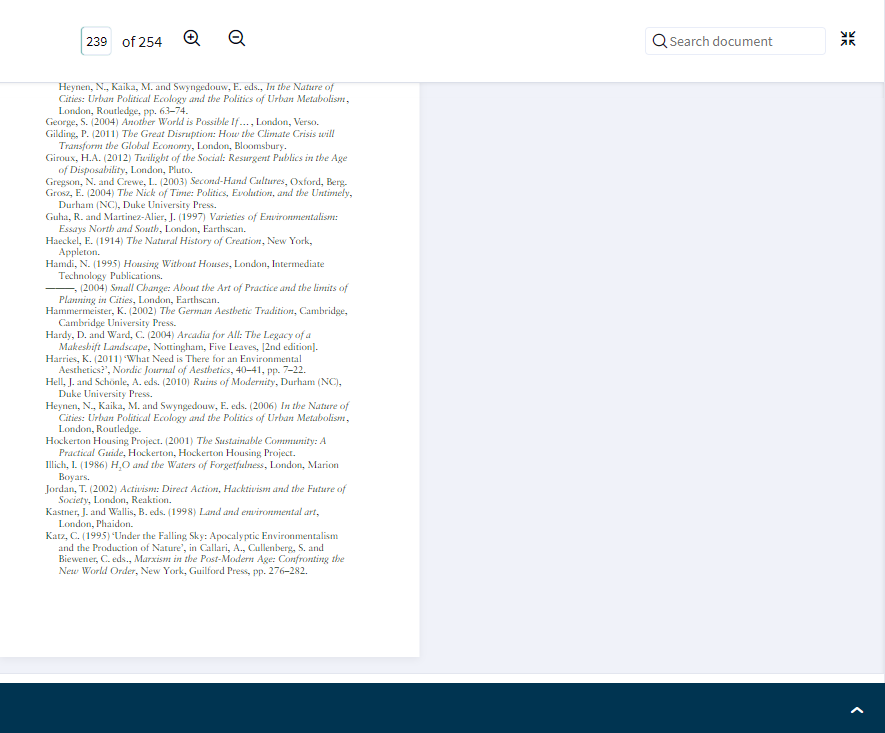 239 of 254
Search document
Heynen, N., Kaika, M. and Swyngedouw, E. eds., In the Nature of
Cities: Urban Political Ecology and the Politics of Urban Metabolism,
London, Routledge, pp. 63–74.
George, S. (2004) Another World is Possible If…, London, Verso.
Gilding, P. (2011) The Great Disruption: How the Climate Crisis will
Transform the Global Economy, London, Bloomsbury.
Giroux, H.A. (2012) Twilight of the Social: Resurgent Publics in the Age
of Disposability, London, Pluto.
Gregson, N. and Crewe, L. (2003) Second-Hand Cultures, Oxford, Berg.
Grosz, E. (2004) The Nick of Time: Politics, Evolution, and the Untimely,
Durham (NC), Duke University Press.
Guha, R. and Martinez-Alier, J. (1997) Varieties of Environmentalism:
Essays North and South, London, Earthscan.
Haeckel, E. (1914) The Natural History of Creation, New York,
Appleton.
Hamdi, N. (1995) Housing Without Houses, London, Intermediate
Technology Publications.
———, (2004) Small Change: About the Art of Practice and the limits of
Planning in Cities, London, Earthscan.
Hammermeister, K. (2002) The German Aesthetic Tradition, Cambridge,
Cambridge University Press.
Hardy, D. and Ward, C. (2004) Arcadia for All: The Legacy of a
Makeshift Landscape, Nottingham, Five Leaves, [2nd edition].
Harries, K. (2011) ‘What Need is There for an Environmental
Aesthetics?’, Nordic Journal of Aesthetics, 40–41, pp. 7–22.
Hell, J. and Schönle, A. eds. (2010) Ruins of Modernity, Durham (NC),
Duke University Press.
Heynen, N., Kaika, M. and Swyngedouw, E. eds. (2006) In the Nature of
Cities: Urban Political Ecology and the Politics of Urban Metabolism,
London, Routledge.
Hockerton Housing Project. (2001) The Sustainable Community: A
Practical Guide, Hockerton, Hockerton Housing Project.
Illich, I. (1986) H₂O and the Waters of Forgetfulness, London, Marion
Boyars.
Jordan, T. (2002) Activism: Direct Action, Hacktivism and the Future of
Society, London, Reaktion.
Kastner, J. and Wallis, B. eds. (1998) Land and environmental art,
London, Phaidon.
Katz, C. (1995) ‘Under the Falling Sky: Apocalyptic Environmentalism
and the Production of Nature’, in Callari, A., Cullenberg, S. and
Biewener, C. eds., Marxism in the Post-Modern Age: Confronting the
New World Order, New York, Guilford Press, pp. 276–282.